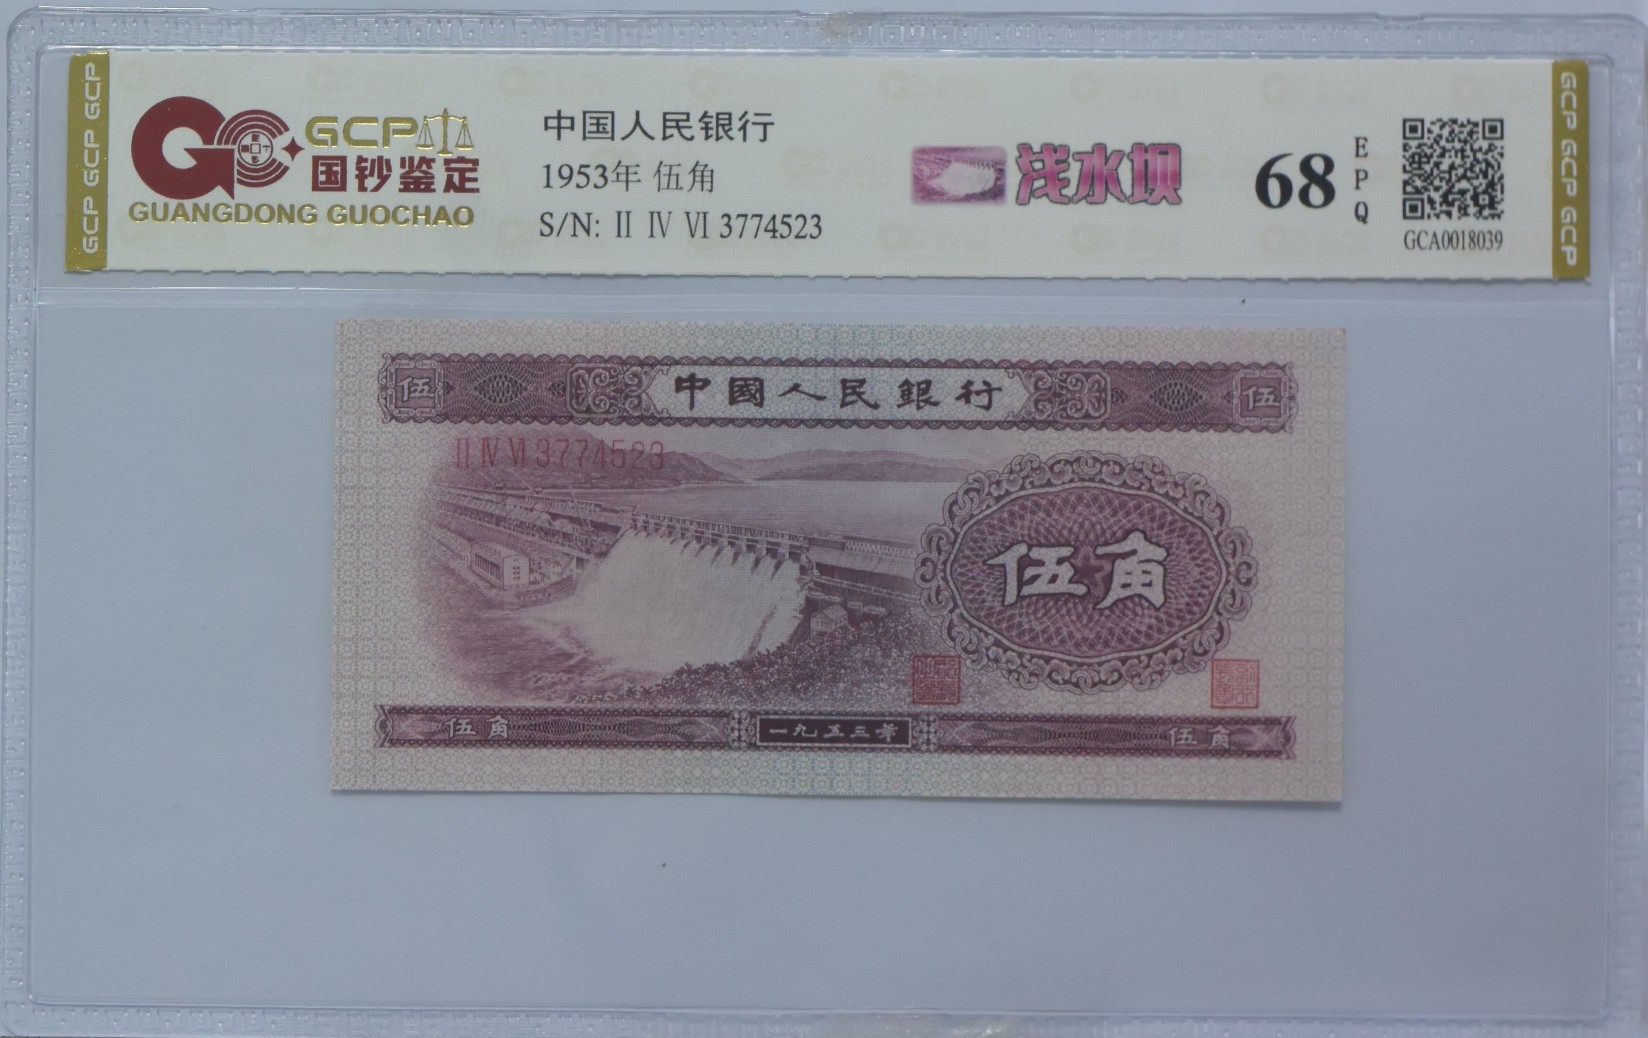 GCP GCP GCP
GCP
国钞鉴定
GUANGDONG GUOCHAO
中国人民银行
1953年 伍角
S/N: Ⅱ Ⅳ Ⅵ 3774523
浅水坝
68
EPQ
GCA0018039
GCP GCP GCP
伍
中國人民銀行
伍
Ⅱ Ⅳ Ⅵ 3774523
伍角
伍角
一九五三年
伍角